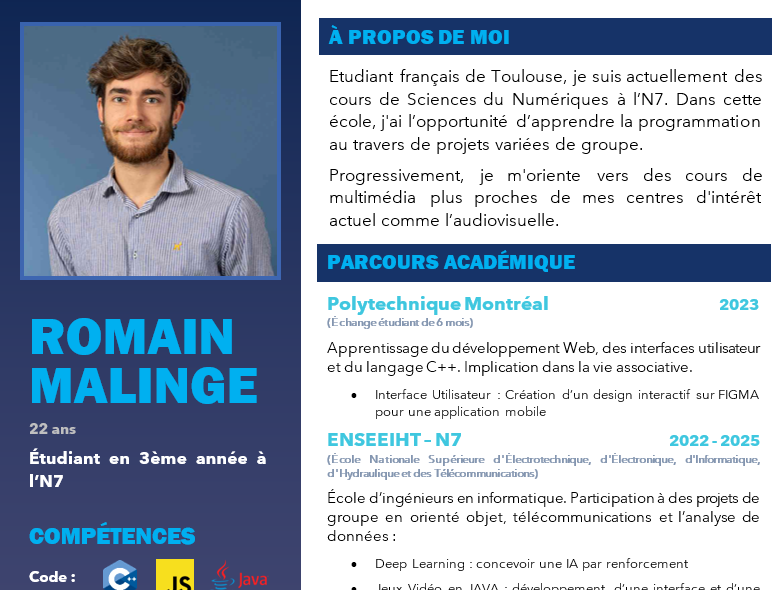 ROMAIN
MALINGE
22 ans
Étudiant en 3ème année à
l’N7
COMPÉTENCES
Code :
C++
JS
Java
À PROPOS DE MOI
Etudiant français de Toulouse, je suis actuellement des
cours de Sciences du Numériques à l’N7. Dans cette
école, j'ai l’opportunité d’apprendre la programmation
au travers de projets variées de groupe.
Progressivement, je m'oriente vers des cours de
multimédia plus proches de mes centres d'intérêt
actuel comme l’audiovisuelle.
PARCOURS ACADÉMIQUE
Polytechnique Montréal 2023
(Échange étudiant de 6 mois)
Apprentissage du développement Web, des interfaces utilisateur
et du langage C++. Implication dans la vie associative.
• Interface Utilisateur : Création d’un design interactif sur FIGMA
pour une application mobile
ENSEEIHT – N7 2022 - 2025
(École Nationale Supérieure d'Électrotechnique, d'Électronique, d'Informatique,
d'Hydraulique et des Télécommunications)
École d’ingénieurs en informatique. Participation à des projets de
groupe en orienté objet, télécommunications et l’analyse de
données :
• Deep Learning : concevoir une IA par renforcement
• Jeux Vidéo en JAVA : développement d’une interface et d’une